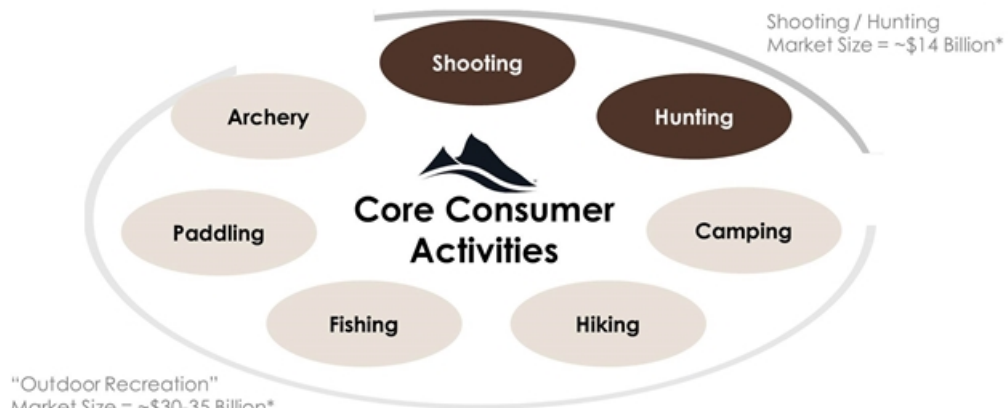 Shooting / Hunting
Market Size = ~$14 Billion*
Shooting
Archery
Hunting
Core Consumer
Activities
Paddling
Camping
Fishing
Hiking
“Outdoor Recreation”
Market Size = ~$30-35 Billion*